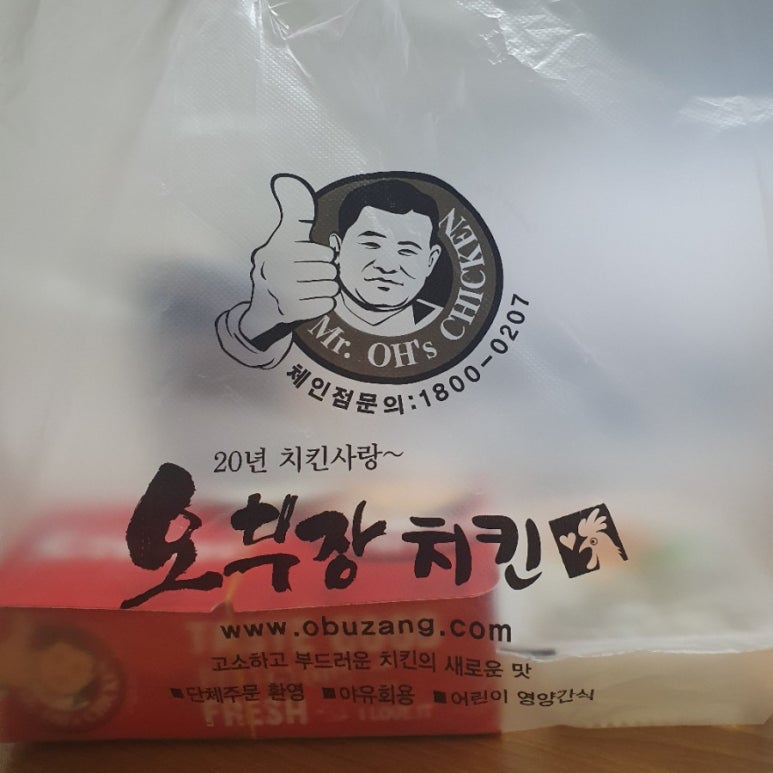 Mr. OH's CHICKEN
체인점문의:1800-0207
20년 치킨사랑~
오부장 치킨
www.obuzang.com
고소하고 부드러운 치킨의 새로운 맛
■단체주문 환영 ■야유회용 ■어린이 영양간식
FRESH